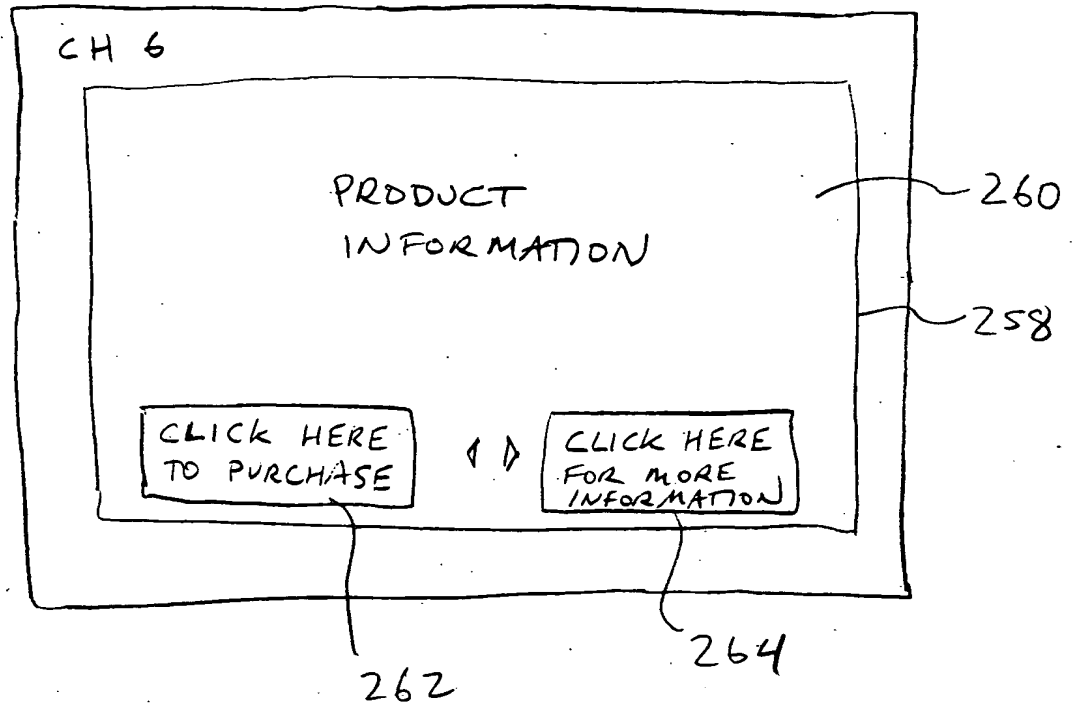 CH 6
PRODUCT
INFORMATION
260
258
CLICK HERE
TO PURCHASE
CLICK HERE
FOR MORE
INFORMATION
262
264